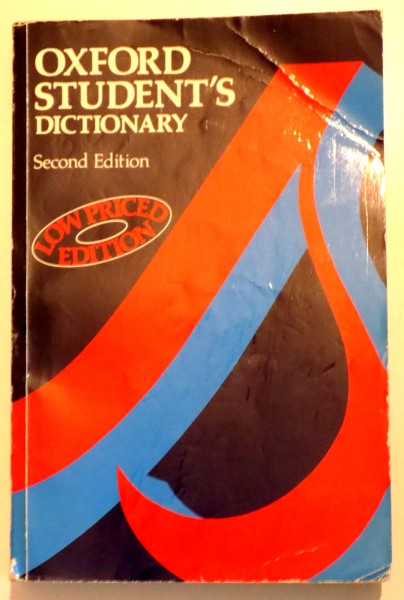 OXFORD
STUDENT'S
DICTIONARY
Second Edition
LOW PRICED
EDITION